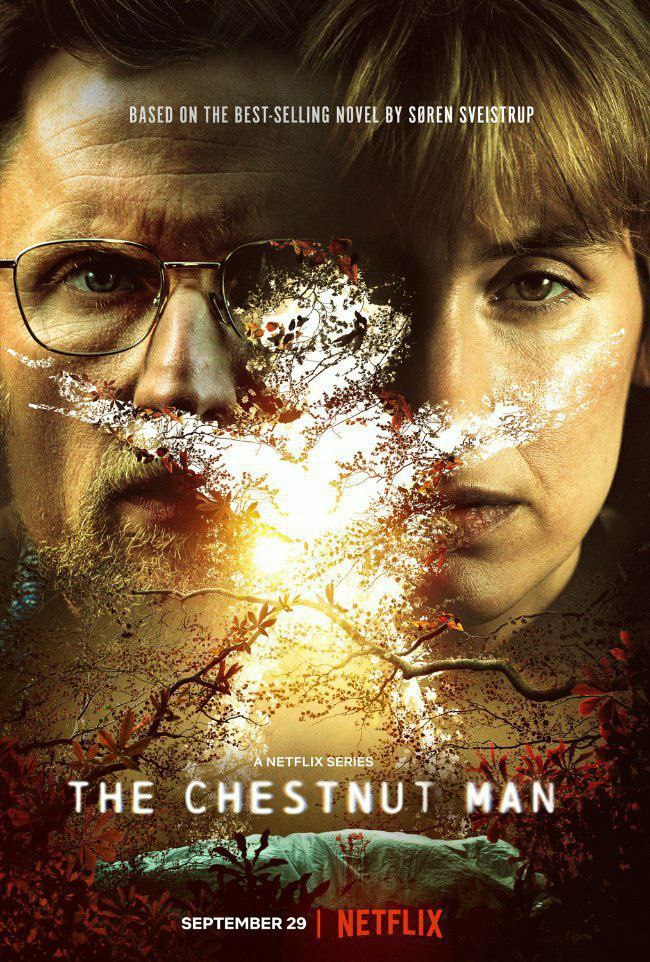 BASED ON THE BEST-SELLING NOVEL BY SØREN SVEISTRUP
A NETFLIX SERIES
THE CHESTNUT MAN
SEPTEMBER 29 | NETFLIX